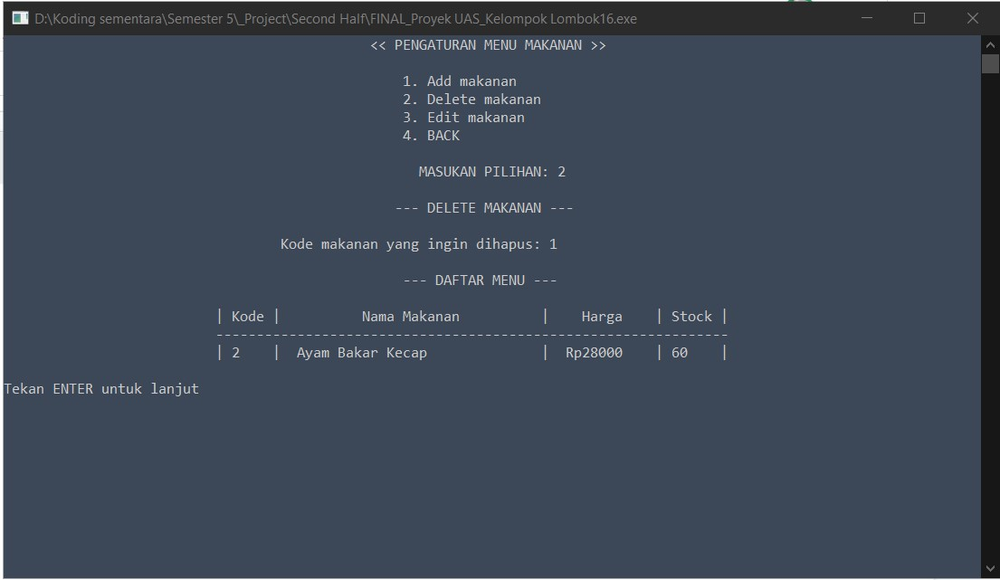 D:\Koding sementara\Semester 5\_Project\Second Half\FINAL_Proyek UAS_Kelompok Lombok16.exe
<< PENGATURAN MENU MAKANAN >>
1. Add makanan
2. Delete makanan
3. Edit makanan
4. BACK
MASUKAN PILIHAN: 2
--- DELETE MAKANAN ---
Kode makanan yang ingin dihapus: 1
--- DAFTAR MENU ---
| Kode | Nama Makanan | Harga | Stock |
---------------------------------------------------------------
| 2 | Ayam Bakar Kecap | Rp28000 | 60 |
Tekan ENTER untuk lanjut